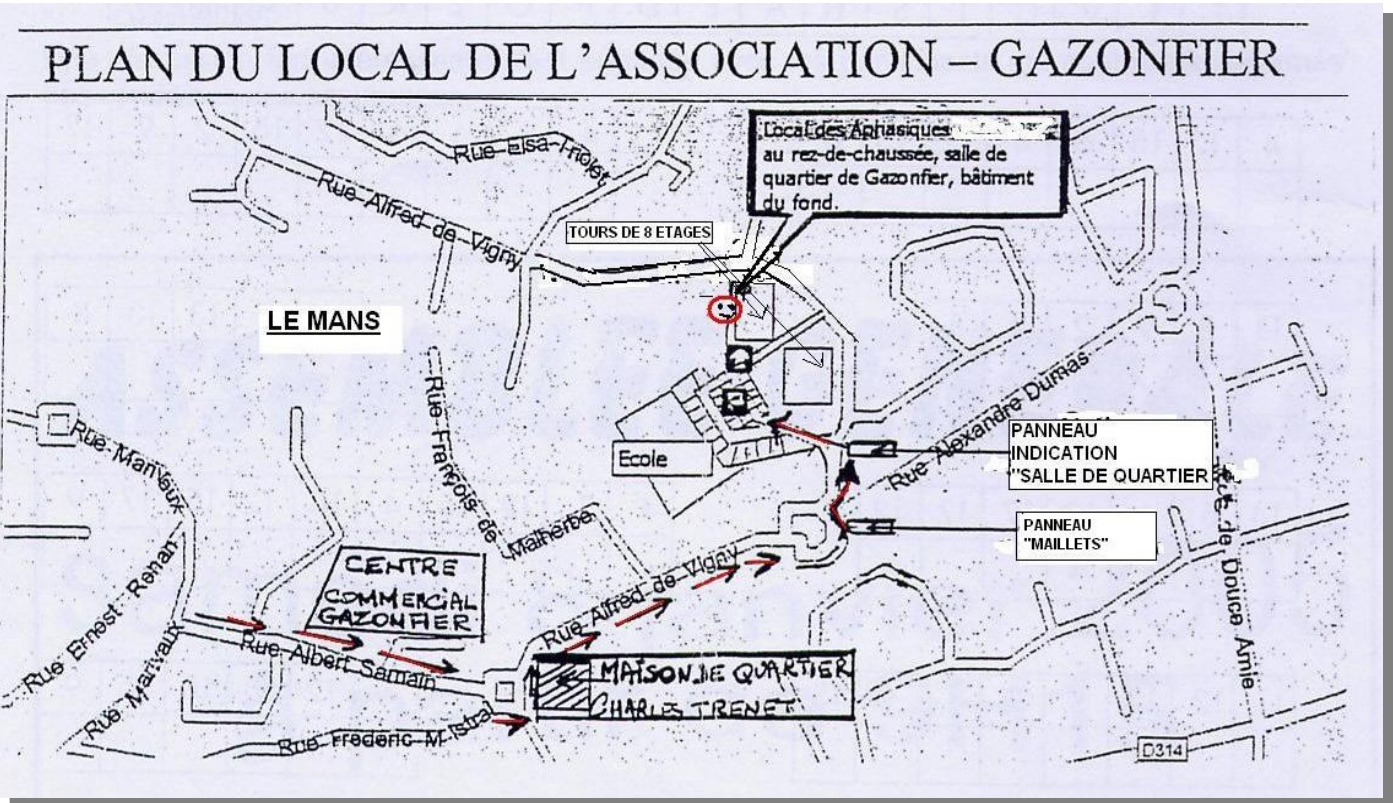 PLAN DU LOCAL DE L'ASSOCIATION – GAZONFIER
Local des Aphasiques
au rez-de-chaussée, salle de
quartier de Gazonfier, bâtiment
du fond.
Rue Elsa-Triolet
Rue-Alfred-de-Vigny
TOURS DE 8 ETAGES
LE MANS
Rue Alexandre Dumas
Rue François de
Malherbe
Rue-Marivaux
Ecole
PANNEAU
INDICATION
"SALLE DE QUARTIER
PANNEAU
"MAILLETS"
de Douce Amie
Rue Ernest Renan
CENTRE
COMMERCIAL
GAZONFIER
Rue Alfred-de-Vigny
Rue Marivaux
Rue-Albert-Samain
MAISON DE QUARTIER
CHARLES TRENET
Rue Frédéric-Mistral
D314